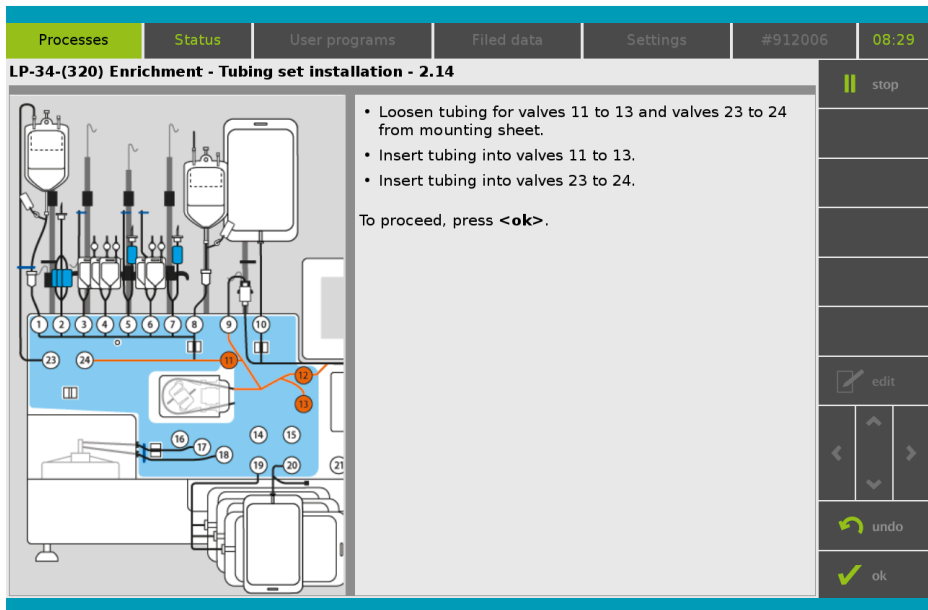 Processes Status User programs Filed data Settings #912006 08:29
LP-34-(320) Enrichment - Tubing set installation - 2.14
stop
• Loosen tubing for valves 11 to 13 and valves 23 to 24
from mounting sheet.
• Insert tubing into valves 11 to 13.
• Insert tubing into valves 23 to 24.
To proceed, press <ok>.
1 2 3 4 5 6 7 8 9 10
23 24 11
12
13
14 15
16
17
18
19 20 21
edit
undo
ok